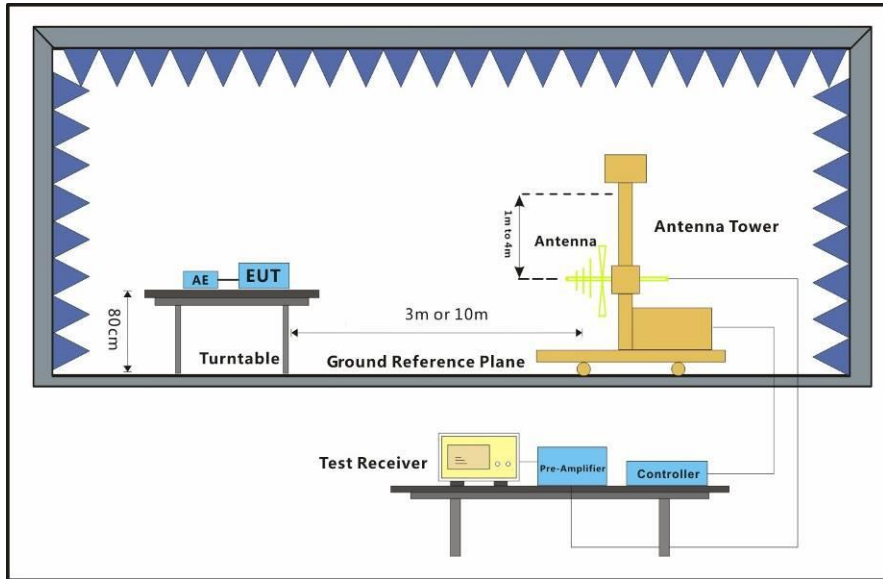 1m to 4m
Antenna
Antenna Tower
AE
EUT
80cm
3m or 10m
Turntable
Ground Reference Plane
Test Receiver
Pre-Amplifier
Controller